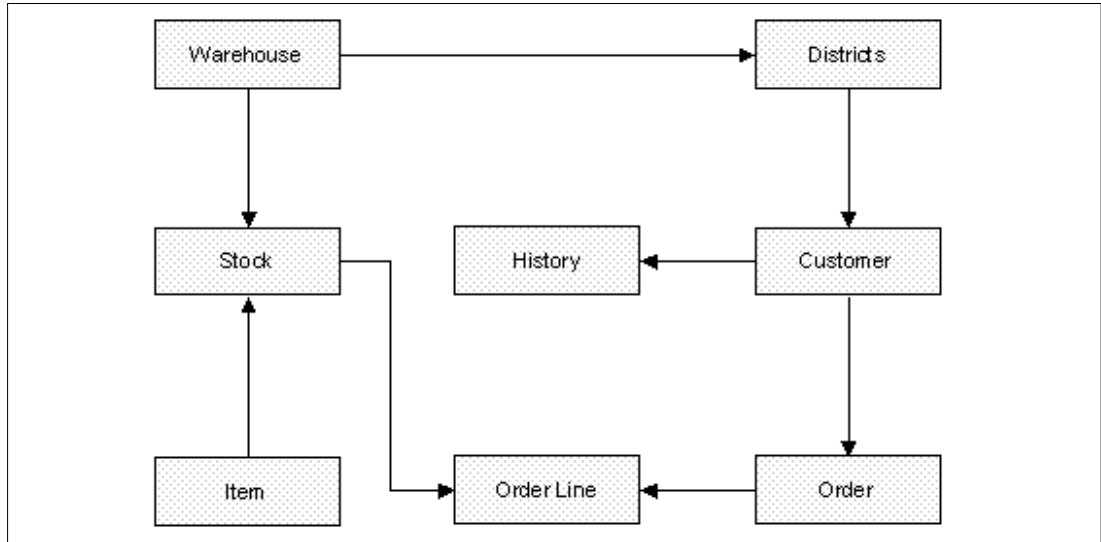 Warehouse
Districts
Stock
History
Customer
Item
Order Line
Order